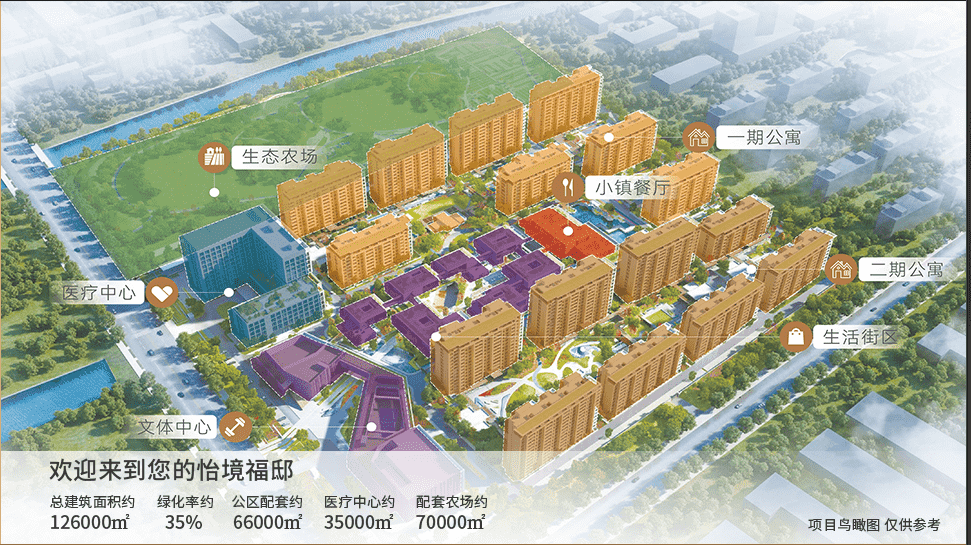 一期公寓
生态农场
小镇餐厅
二期公寓
医疗中心
生活街区
文体中心
欢迎来到您的怡境福邸
总建筑面积约 绿化率约 公区配套约 医疗中心约 配套农场约
126000㎡ 35% 66000㎡ 35000㎡ 70000㎡
项目鸟瞰图 仅供参考